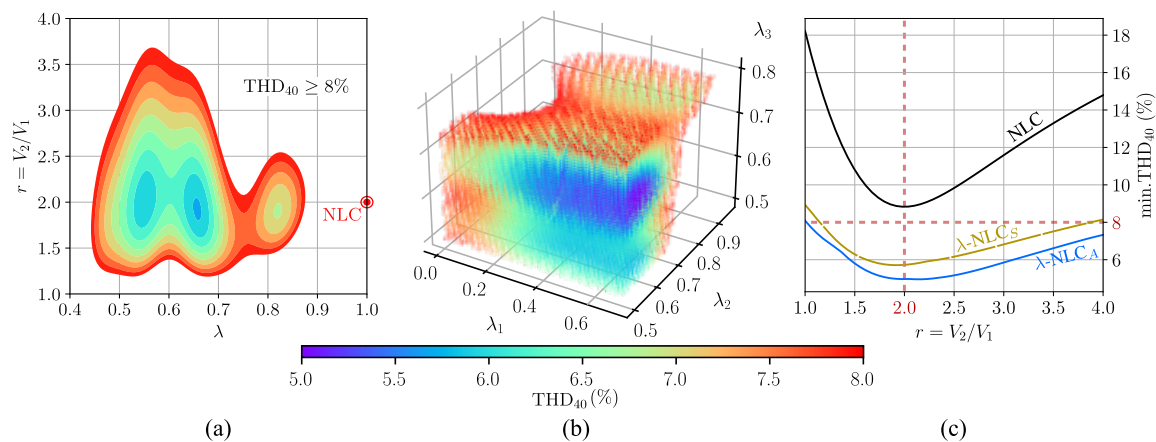 4.0
3.5
3.0
2.5
2.0
1.5
1.0
r = V₂/V₁
THD₄₀ ≥ 8%
NLC
0.4 0.5 0.6 0.7 0.8 0.9 1.0
λ
λ₃
0.8
0.7
0.6
0.5
0.9
0.8
0.7
0.6
0.5
λ₂
0.0
0.2
0.4
0.6
λ₁
18
16
14
12
10
8
6
min. THD₄₀ (%)
NLC
λ-NLC_S
λ-NLC_A
1.0 1.5 2.0 2.5 3.0 3.5 4.0
r = V₂/V₁
5.0 5.5 6.0 6.5 7.0 7.5 8.0
THD₄₀(%)
(a) (b) (c)